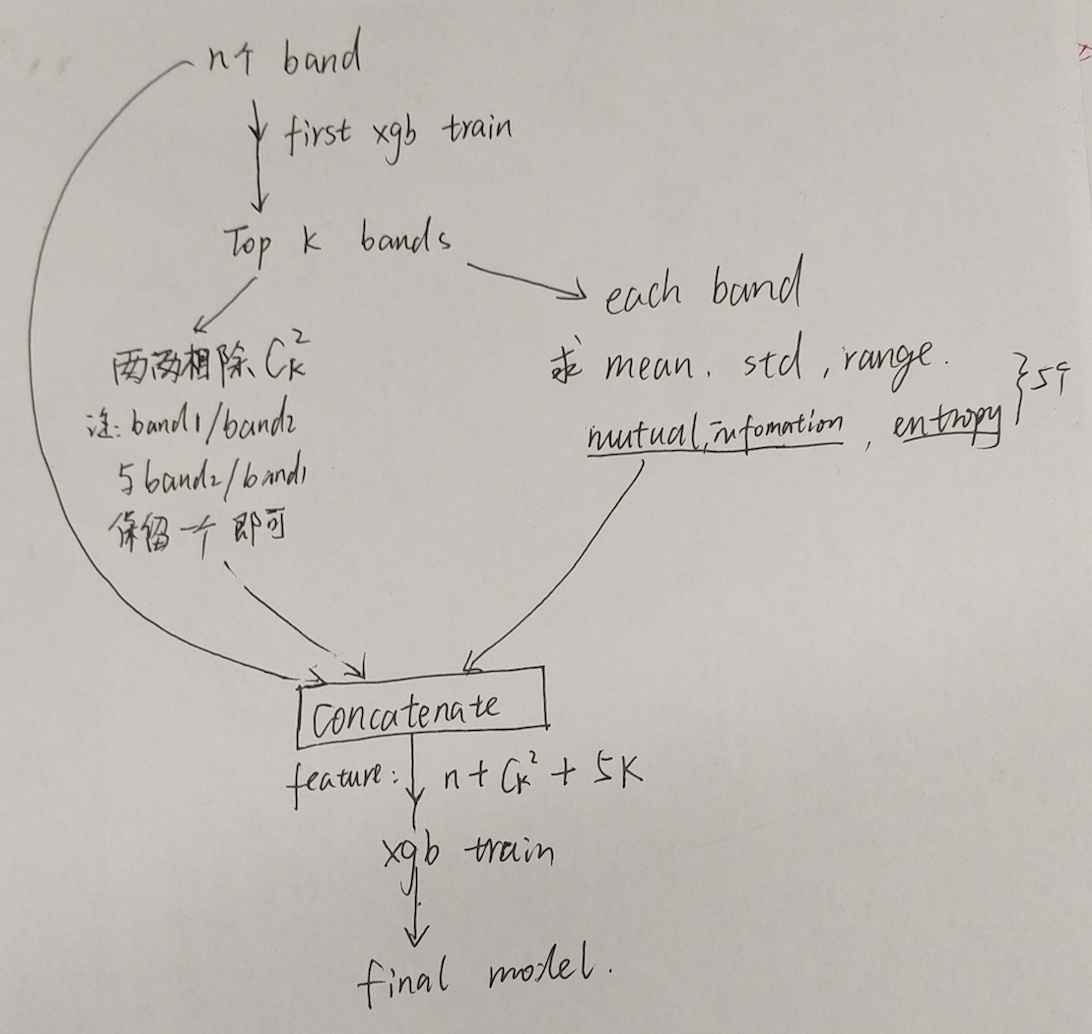 n个 band
first xgb train
Top K bands
each band
求 mean. std, range.
mutual, infomation, entropy
}5个
两两相除 C_K^2
注: band1/band2
与 band2/band1
保留一个即可
Concatenate
feature: n + C_K^2 + 5K
xgb train
final model.